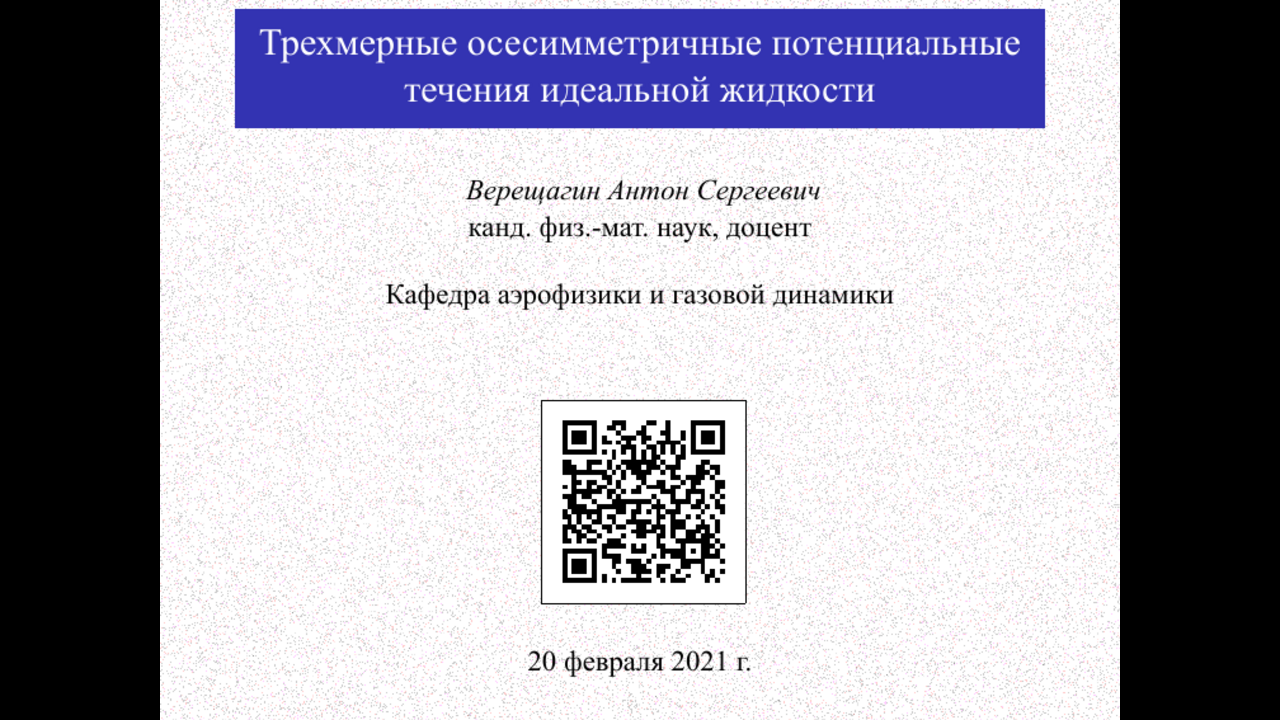 Трехмерные осесимметричные потенциальные
течения идеальной жидкости
Верещагин Антон Сергеевич
канд. физ.-мат. наук, доцент
Кафедра аэрофизики и газовой динамики
20 февраля 2021 г.